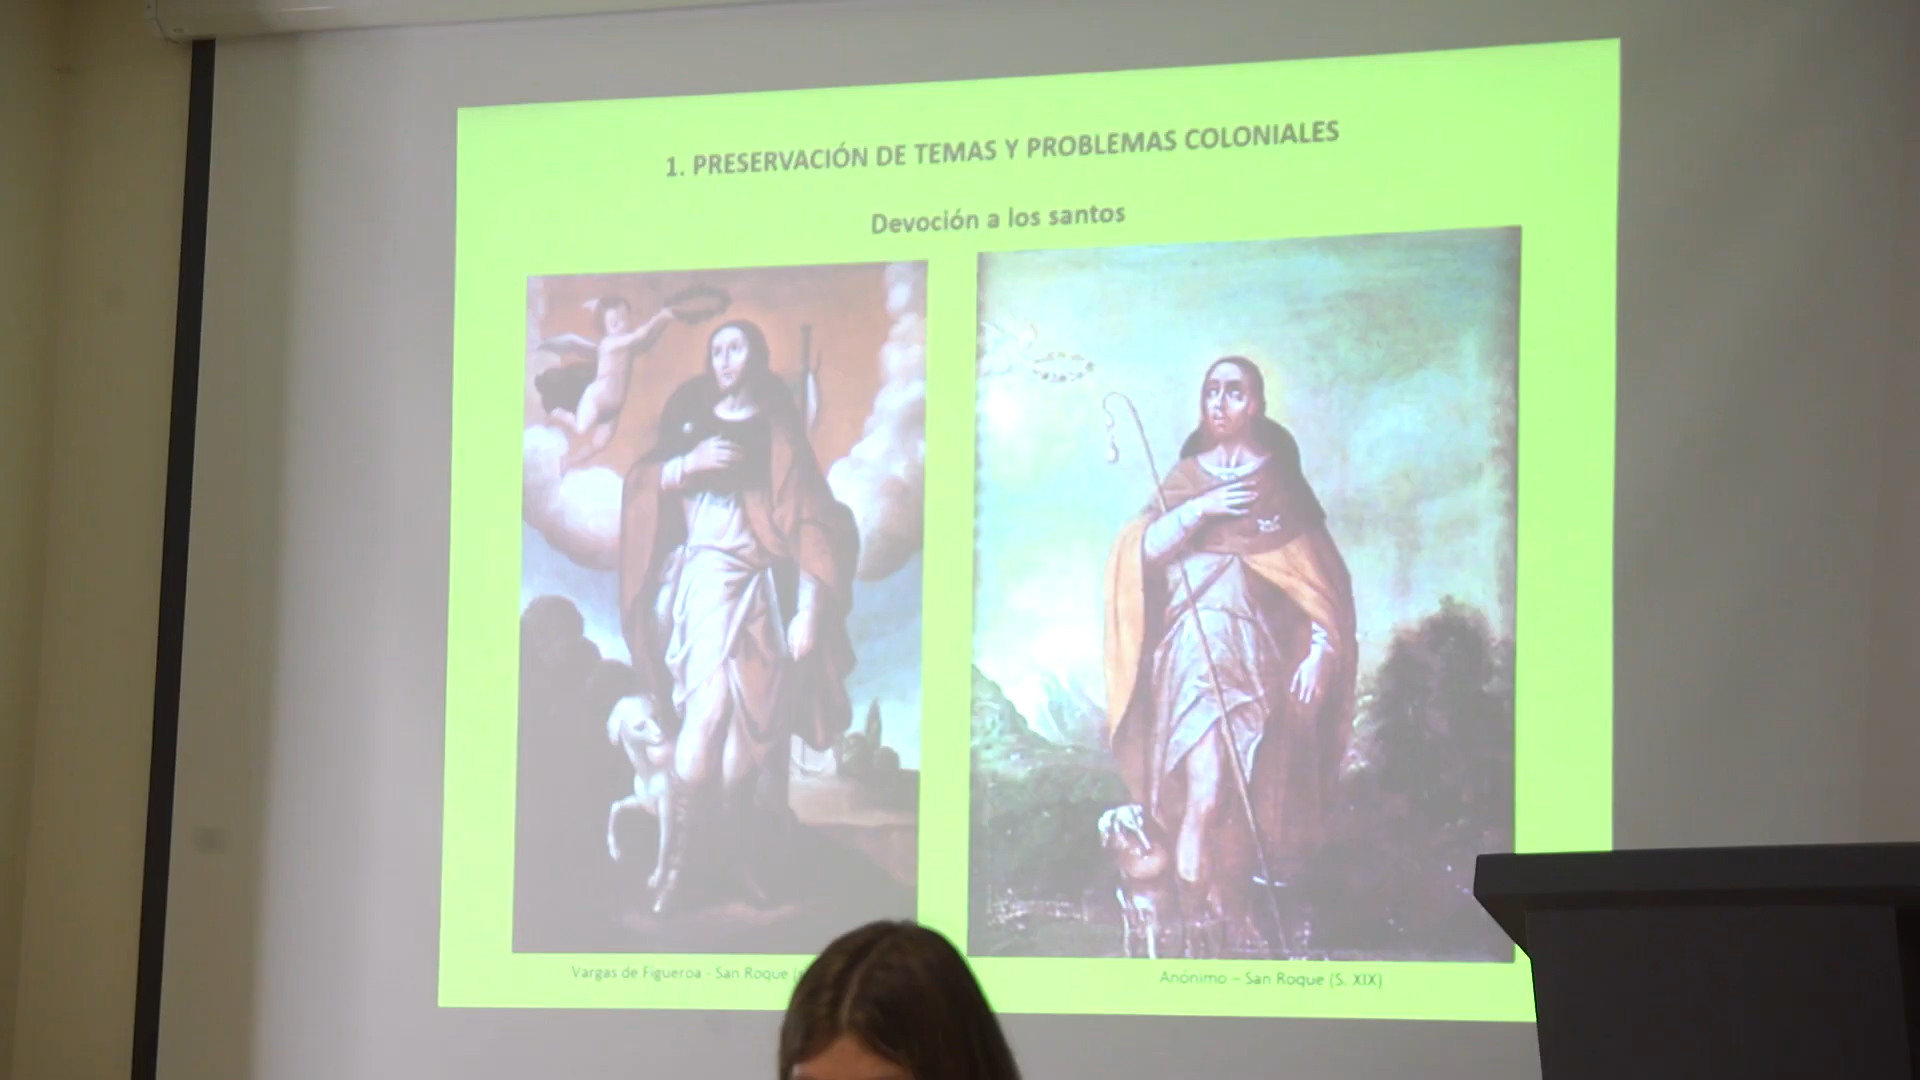 1. PRESERVACIÓN DE TEMAS Y PROBLEMAS COLONIALES
Devoción a los santos
Vargas de Figueroa - San Roque
Anónimo – San Roque (S. XIX)